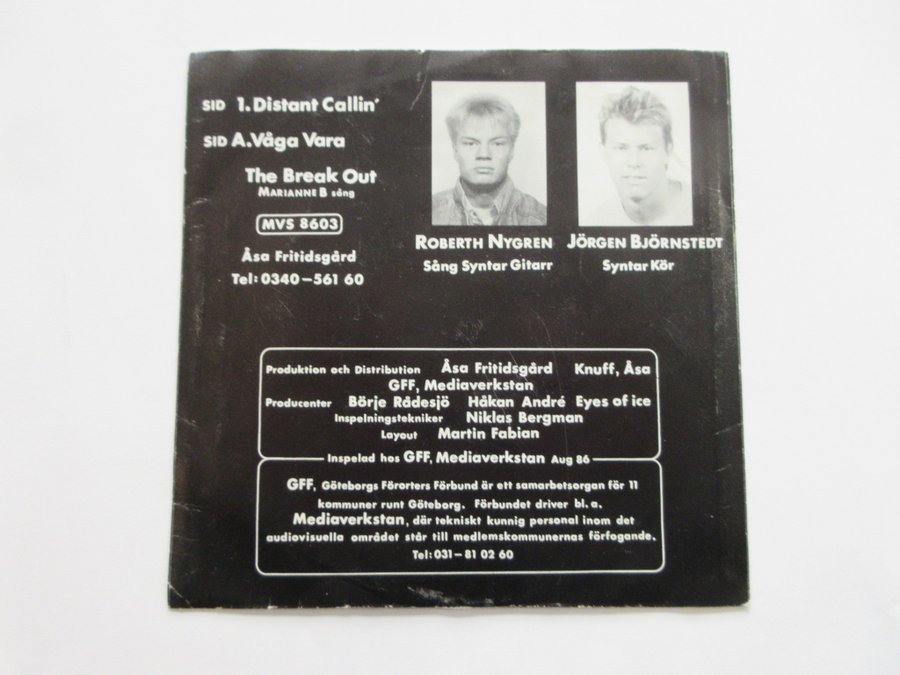 SID 1. Distant Callin'
SID A. Våga Vara
The Break Out
MARIANNE B sång
MVS 8603
Åsa Fritidsgård
Tel: 0340-561 60
ROBERTH NYGREN
Sång Syntar Gitarr
JÖRGEN BJÖRNSTEDT
Syntar Kör
Produktion och Distribution Åsa Fritidsgård Knuff, Åsa
GFF, Mediaverkstan
Producenter Börje Rådesjö Håkan André Eyes of ice
Inspelningstekniker Niklas Bergman
Layout Martin Fabian
Inspelad hos GFF, Mediaverkstan Aug 86
GFF, Göteborgs Förorters Förbund är ett samarbetsorgan för 11
kommuner runt Göteborg. Förbundet driver bl. a.
Mediaverkstan, där tekniskt kunnig personal inom det
audiovisuella området står till medlemskommunernas förfogande.
Tel: 031-81 02 60